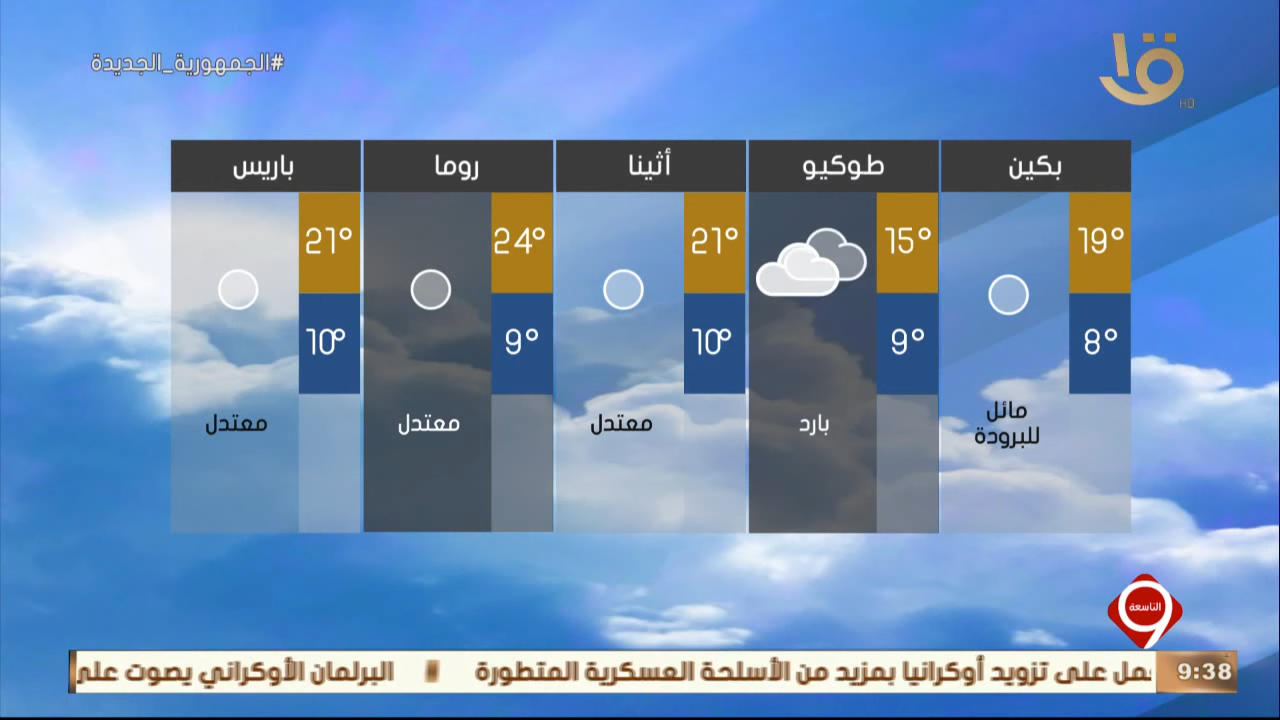 #الجمهورية_الجديدة
HD
بكين
19°
8°
مائل
للبرودة
طوكيو
15°
9°
بارد
أثينا
21°
10°
معتدل
روما
24°
9°
معتدل
باريس
21°
10°
معتدل
التاسعة
9
9:38
على تزويد أوكرانيا بمزيد من الأسلحة العسكرية المتطورة
البرلمان الأوكراني يصوت على